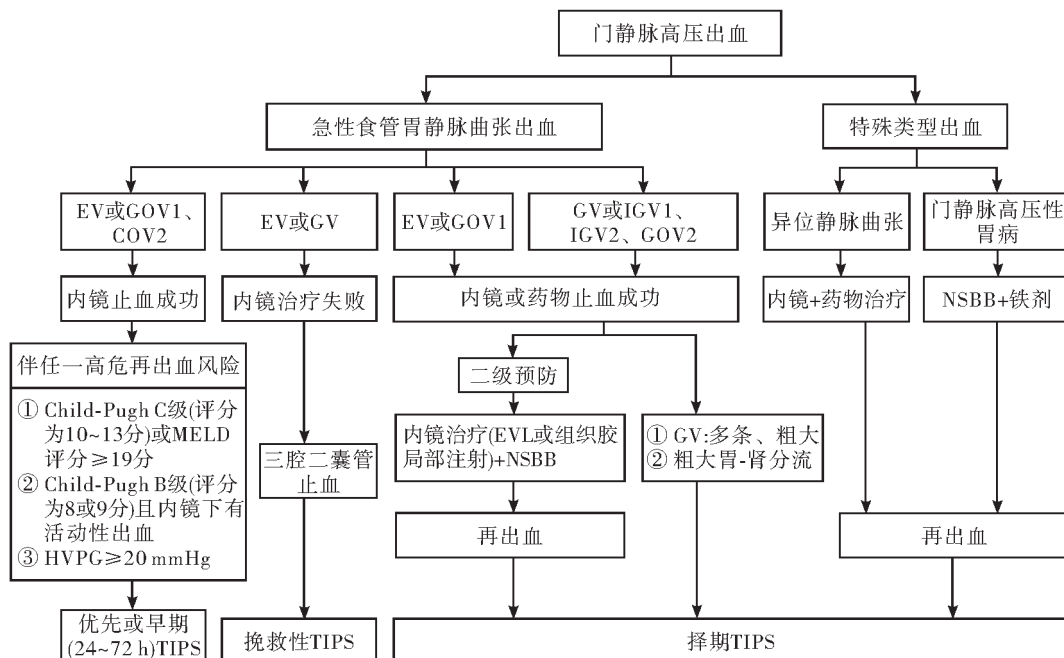 门静脉高压出血
急性食管胃静脉曲张出血
特殊类型出血
EV或GOV1、
COV2
EV或GV
EV或GOV1
GV或IGV1、
IGV2、GOV2
异位静脉曲张
门静脉高压性
胃病
内镜止血成功
内镜治疗失败
内镜或药物止血成功
内镜+药物治疗
NSBB+铁剂
伴任一高危再出血风险
① Child-Pugh C级(评分
为10~13分)或MELD
评分≥19分
② Child-Pugh B级(评分
为8或9分)且内镜下有
活动性出血
③ HVPG≥20 mmHg
三腔二囊管
止血
二级预防
内镜治疗(EVL或组织胶
局部注射)+NSBB
① GV:多条、粗大
② 粗大胃-肾分流
再出血
再出血
优先或早期
(24~72 h)TIPS
挽救性TIPS
择期TIPS